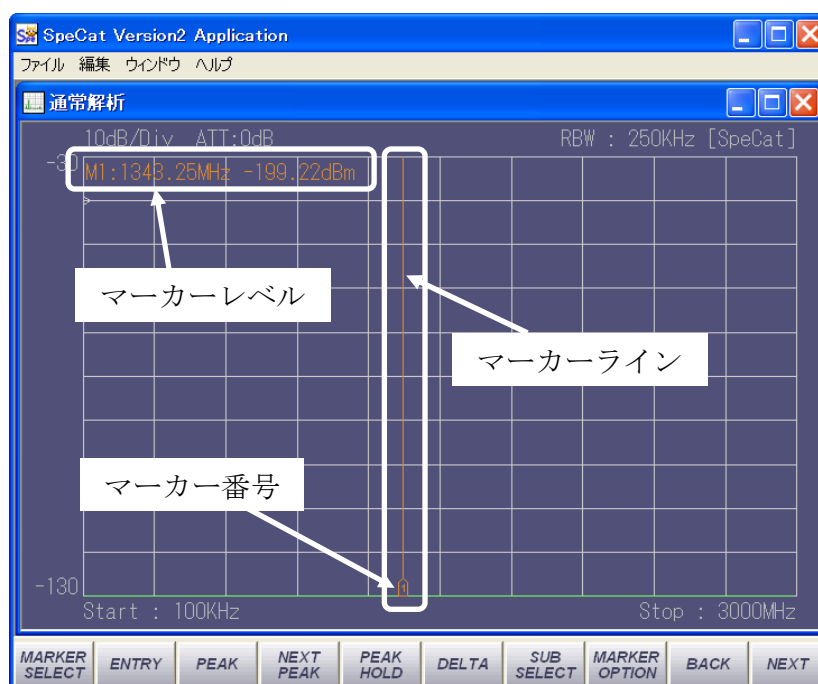 SpeCat Version2 Application
ファイル 編集 ウィンドウ ヘルプ
通常解析
10dB/Div ATT:0dB RBW : 250KHz [SpeCat]
-30
M1:1343.25MHz -199.22dBm
マーカーレベル
マーカーライン
マーカー番号
-130
1
Start : 100KHz Stop : 3000MHz
MARKER SELECT ENTRY PEAK NEXT PEAK PEAK HOLD DELTA SUB SELECT MARKER OPTION BACK NEXT